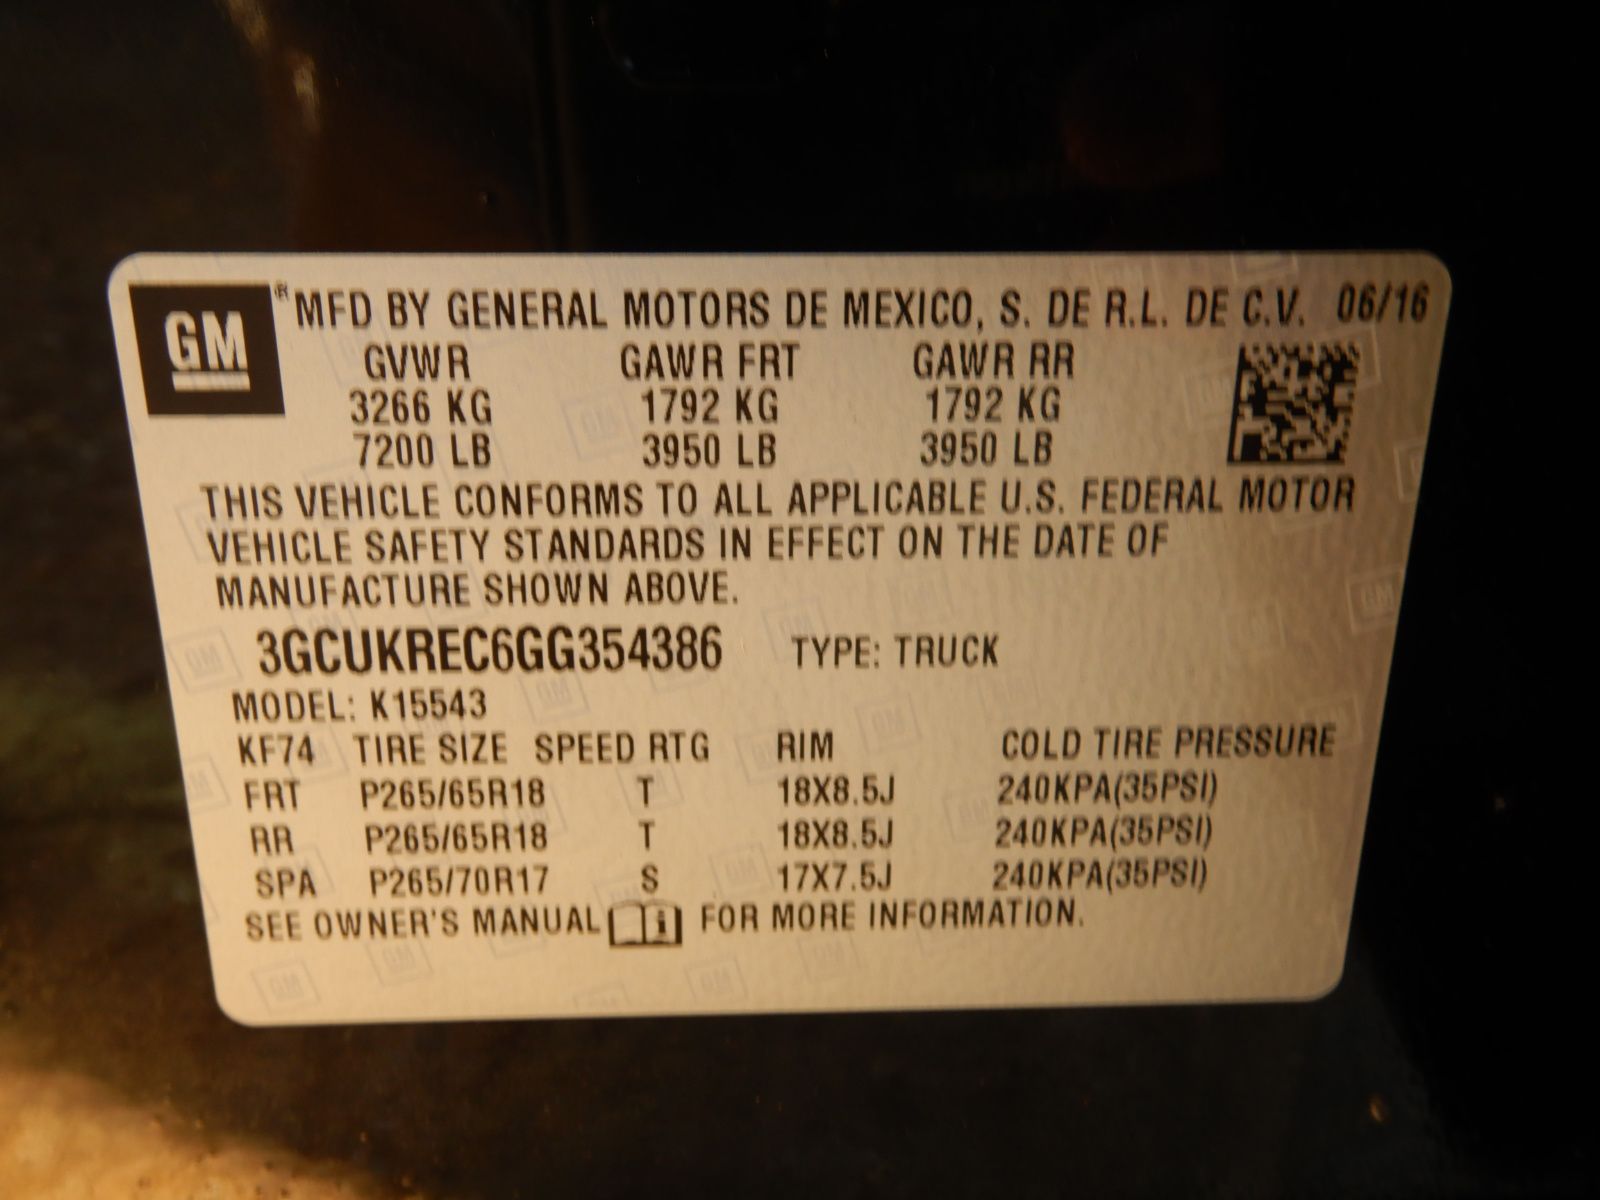 GM ® MFD BY GENERAL MOTORS DE MEXICO, S. DE R.L. DE C.V. 06/16
GVWR GAWR FRT GAWR RR
3266 KG 1792 KG 1792 KG
7200 LB 3950 LB 3950 LB
THIS VEHICLE CONFORMS TO ALL APPLICABLE U.S. FEDERAL MOTOR
VEHICLE SAFETY STANDARDS IN EFFECT ON THE DATE OF
MANUFACTURE SHOWN ABOVE.
3GCUKREC6GG354386 TYPE: TRUCK
MODEL: K15543
KF74 TIRE SIZE SPEED RTG RIM COLD TIRE PRESSURE
FRT P265/65R18 T 18X8.5J 240KPA(35PSI)
RR P265/65R18 T 18X8.5J 240KPA(35PSI)
SPA P265/70R17 S 17X7.5J 240KPA(35PSI)
SEE OWNER'S MANUAL i FOR MORE INFORMATION.